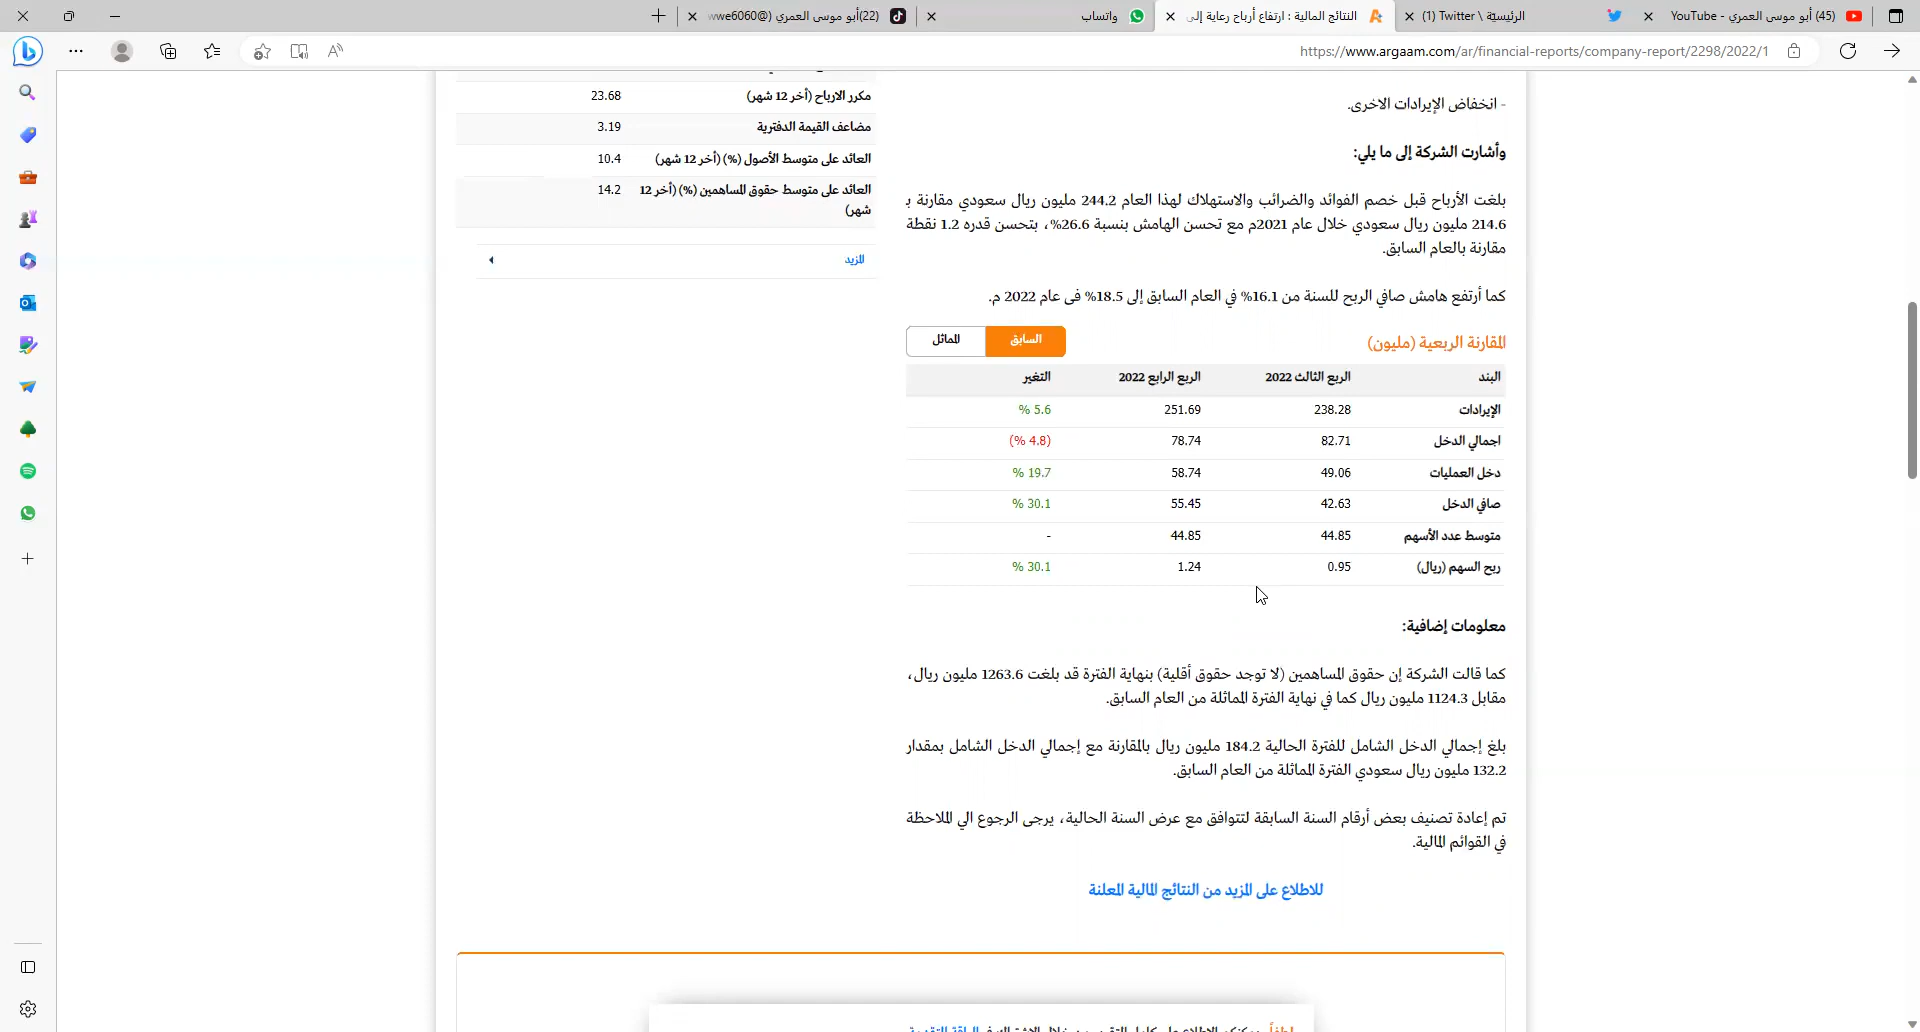 (45) أبو موسى العمري - YouTube
الرئيسيّة \ Twitter (1)
النتائج المالية : ارتفاع أرباح رعاية إلى
واتساب
(22)أبو موسى العمري (@wwe6060
https://www.argaam.com/ar/financial-reports/company-report/2298/2022/1
- انخفاض الإيرادات الاخرى.
وأشارت الشركة إلى ما يلي:
بلغت الأرباح قبل خصم الفوائد والضرائب والاستهلاك لهذا العام 244.2 مليون ريال سعودي مقارنة بـ
214.6 مليون ريال سعودي خلال عام 2021م مع تحسن الهامش بنسبة 26.6%، بتحسن قدره 1.2 نقطة
مقارنة بالعام السابق.
كما أرتفع هامش صافي الربح للسنة من 16.1% في العام السابق إلى 18.5% فى عام 2022 م.
المقارنة الربعية (مليون)
السابق
المماثل
البند الربع الثالث 2022 الربع الرابع 2022 التغير
الإيرادات 238.28 251.69 5.6 %
اجمالي الدخل 82.71 78.74 (4.8 %)
دخل العمليات 49.06 58.74 19.7 %
صافي الدخل 42.63 55.45 30.1 %
متوسط عدد الأسهم 44.85 44.85 -
ربح السهم (ريال) 0.95 1.24 30.1 %
معلومات إضافية:
كما قالت الشركة إن حقوق المساهمين (لا توجد حقوق أقلية) بنهاية الفترة قد بلغت 1263.6 مليون ريال،
مقابل 1124.3 مليون ريال كما في نهاية الفترة المماثلة من العام السابق.
بلغ إجمالي الدخل الشامل للفترة الحالية 184.2 مليون ريال بالمقارنة مع إجمالي الدخل الشامل بمقدار
132.2 مليون ريال سعودي الفترة المماثلة من العام السابق.
تم إعادة تصنيف بعض أرقام السنة السابقة لتتوافق مع عرض السنة الحالية، يرجى الرجوع الي الملاحظة
في القوائم المالية.
للاطلاع على المزيد من النتائج المالية المعلنة
مكرر الارباح (أخر 12 شهر) 23.68
مضاعف القيمة الدفترية 3.19
العائد على متوسط الأصول (%) (أخر 12 شهر) 10.4
العائد على متوسط حقوق المساهمين (%) (أخر 12 14.2
شهر)
المزيد